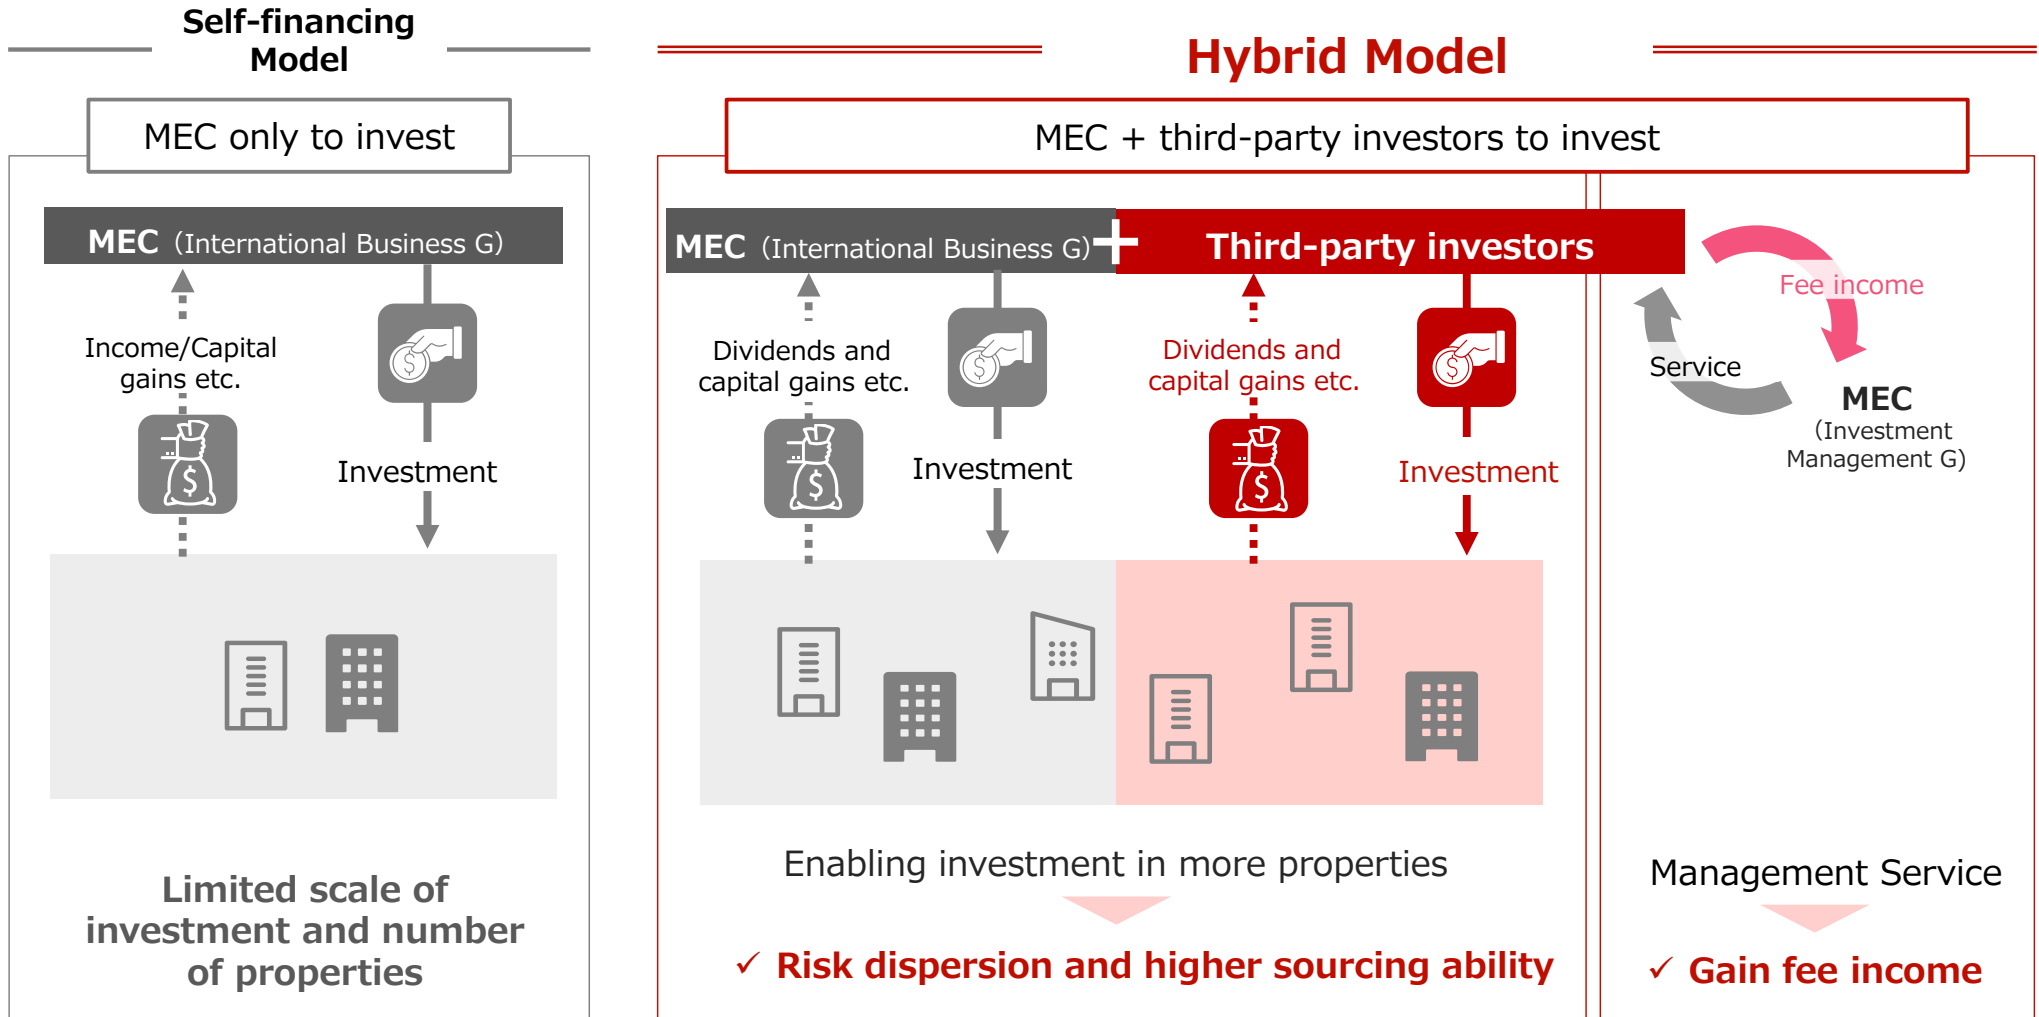 Self-financing
Model
MEC only to invest
MEC（International Business G）
Income/Capital
gains etc.
Investment
Limited scale of
investment and number
of properties
Hybrid Model
MEC + third-party investors to invest
MEC（International Business G）
+
Third-party investors
Dividends and
capital gains etc.
Investment
Dividends and
capital gains etc.
Investment
Enabling investment in more properties
✓ Risk dispersion and higher sourcing ability
Fee income
Service
MEC
（Investment
Management G)
Management Service
✓ Gain fee income